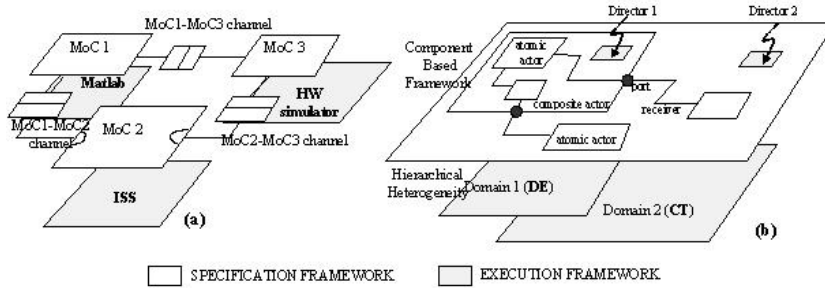 MoC1-MoC3 channel
MoC 1
MoC 3
Matlab
HW
simulator
MoC1-MoC2
channel
MoC 2
MoC2-MoC3 channel
ISS
(a)
Director 1
Director 2
Component
Based
Framework
atomic
actor
port
composite actor
receiver
atomic actor
Hierarchical
Heterogeneity
Domain 1 (DE)
Domain 2 (CT)
(b)
SPECIFICATION FRAMEWORK
EXECUTION FRAMEWORK